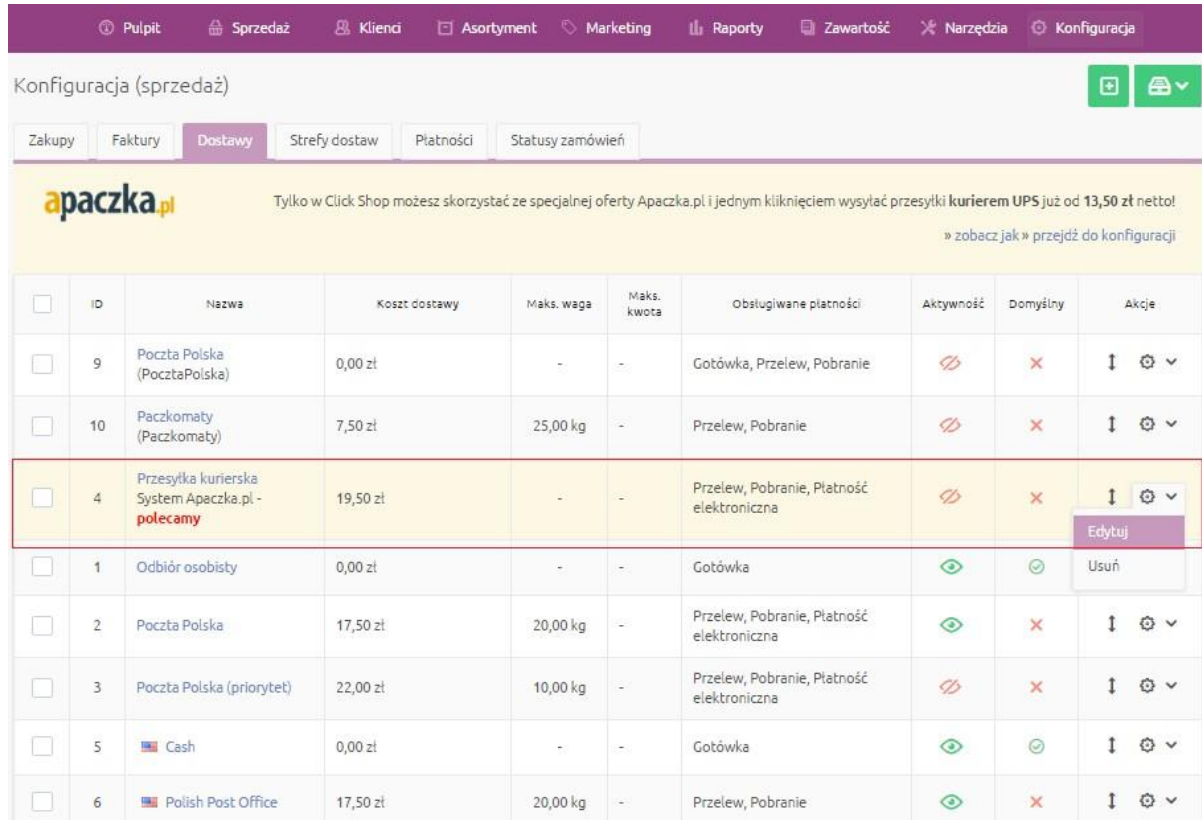 Pulpit Sprzedaż Klienci Asortyment Marketing Raporty Zawartość Narzędzia Konfiguracja
Konfiguracja (sprzedaż)
Zakupy Faktury Dostawy Strefy dostaw Płatności Statusy zamówień
apaczka.pl
Tylko w Click Shop możesz skorzystać ze specjalnej oferty Apaczka.pl i jednym kliknięciem wysyłać przesyłki kurierem UPS już od 13,50 zł netto!
» zobacz jak » przejdź do konfiguracji
ID Nazwa Koszt dostawy Maks. waga Maks. kwota Obsługiwane płatności Aktywność Domyślny Akcje
9 Poczta Polska 0,00 zł - - Gotówka, Przelew, Pobranie
(PocztaPolska)
10 Paczkomaty 7,50 zł 25,00 kg - Przelew, Pobranie
(Paczkomaty)
Przesyłka kurierska
4 System Apaczka.pl - 19,50 zł - - Przelew, Pobranie, Płatność
polecamy elektroniczna
Edytuj
1 Odbiór osobisty 0,00 zł - - Gotówka
Usuń
2 Poczta Polska 17,50 zł 20,00 kg - Przelew, Pobranie, Płatność
elektroniczna
3 Poczta Polska (priorytet) 22,00 zł 10,00 kg - Przelew, Pobranie, Płatność
elektroniczna
5 Cash 0,00 zł - - Gotówka
6 Polish Post Office 17,50 zł 20,00 kg - Przelew, Pobranie